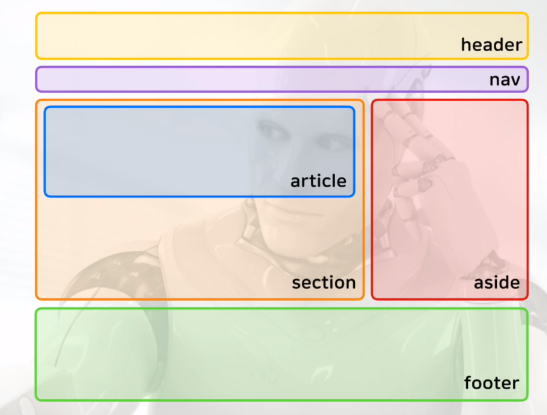 header
nav
article
section
aside
footer